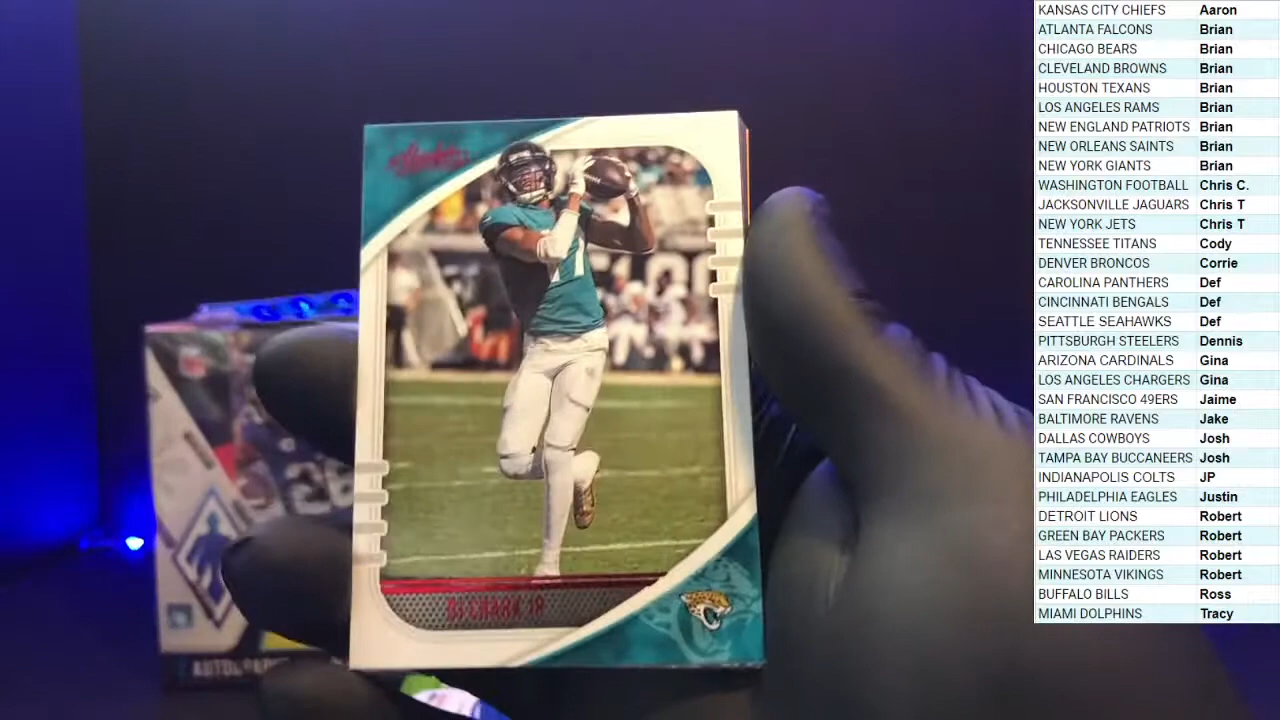 KANSAS CITY CHIEFS Aaron
ATLANTA FALCONS Brian
CHICAGO BEARS Brian
CLEVELAND BROWNS Brian
HOUSTON TEXANS Brian
LOS ANGELES RAMS Brian
NEW ENGLAND PATRIOTS Brian
NEW ORLEANS SAINTS Brian
NEW YORK GIANTS Brian
WASHINGTON FOOTBALL Chris C.
JACKSONVILLE JAGUARS Chris T
NEW YORK JETS Chris T
TENNESSEE TITANS Cody
DENVER BRONCOS Corrie
CAROLINA PANTHERS Def
CINCINNATI BENGALS Def
SEATTLE SEAHAWKS Def
PITTSBURGH STEELERS Dennis
ARIZONA CARDINALS Gina
LOS ANGELES CHARGERS Gina
SAN FRANCISCO 49ERS Jaime
BALTIMORE RAVENS Jake
DALLAS COWBOYS Josh
TAMPA BAY BUCCANEERS Josh
INDIANAPOLIS COLTS JP
PHILADELPHIA EAGLES Justin
DETROIT LIONS Robert
GREEN BAY PACKERS Robert
LAS VEGAS RAIDERS Robert
MINNESOTA VIKINGS Robert
BUFFALO BILLS Ross
MIAMI DOLPHINS Tracy
DJ CHARK JR
26